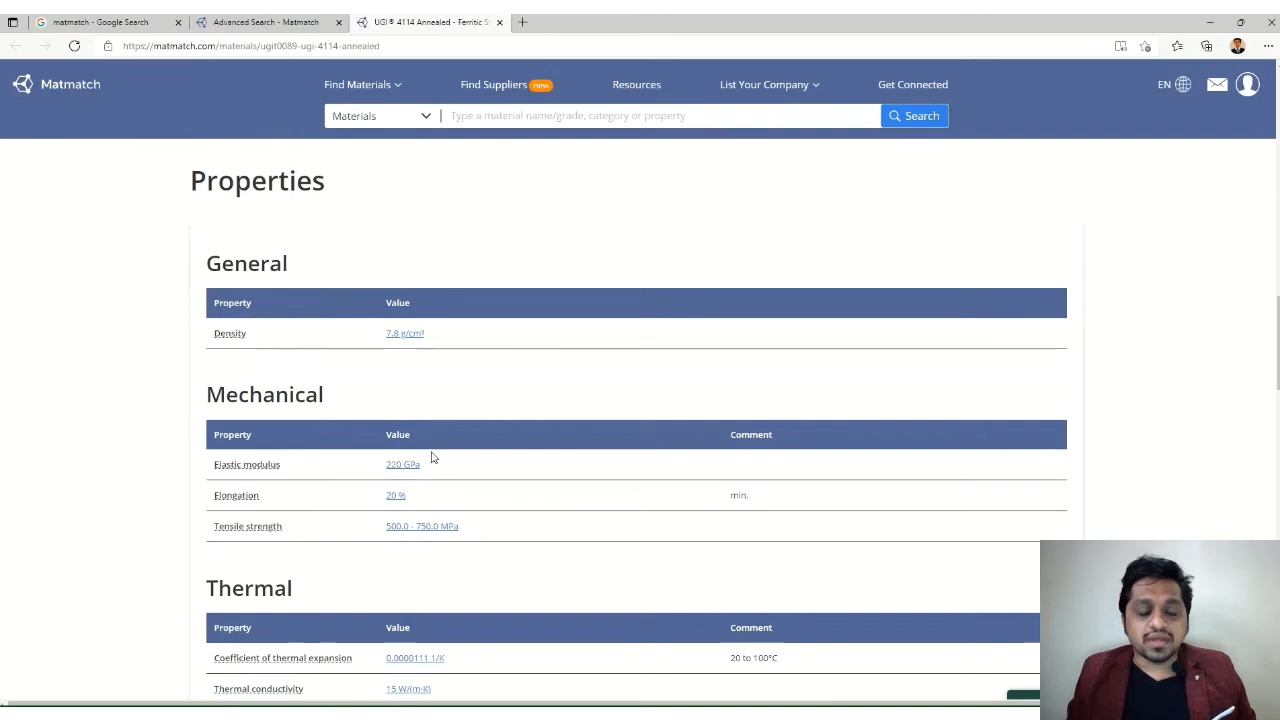 matmatch - Google Search
Advanced Search - Matmatch
UGI® 4114 Annealed - Ferritic S
https://matmatch.com/materials/ugit0089-ugi-4114-annealed
Matmatch
Find Materials
Find Suppliers new
Resources
List Your Company
Get Connected
EN
Materials
Type a material name/grade, category or property
Search
Properties
General
Property Value
Density 7.8 g/cm³
Mechanical
Property Value Comment
Elastic modulus 220 GPa
Elongation 20 % min.
Tensile strength 500.0 - 750.0 MPa
Thermal
Property Value Comment
Coefficient of thermal expansion 0.0000111 1/K 20 to 100°C
Thermal conductivity 15 W/(m·K)